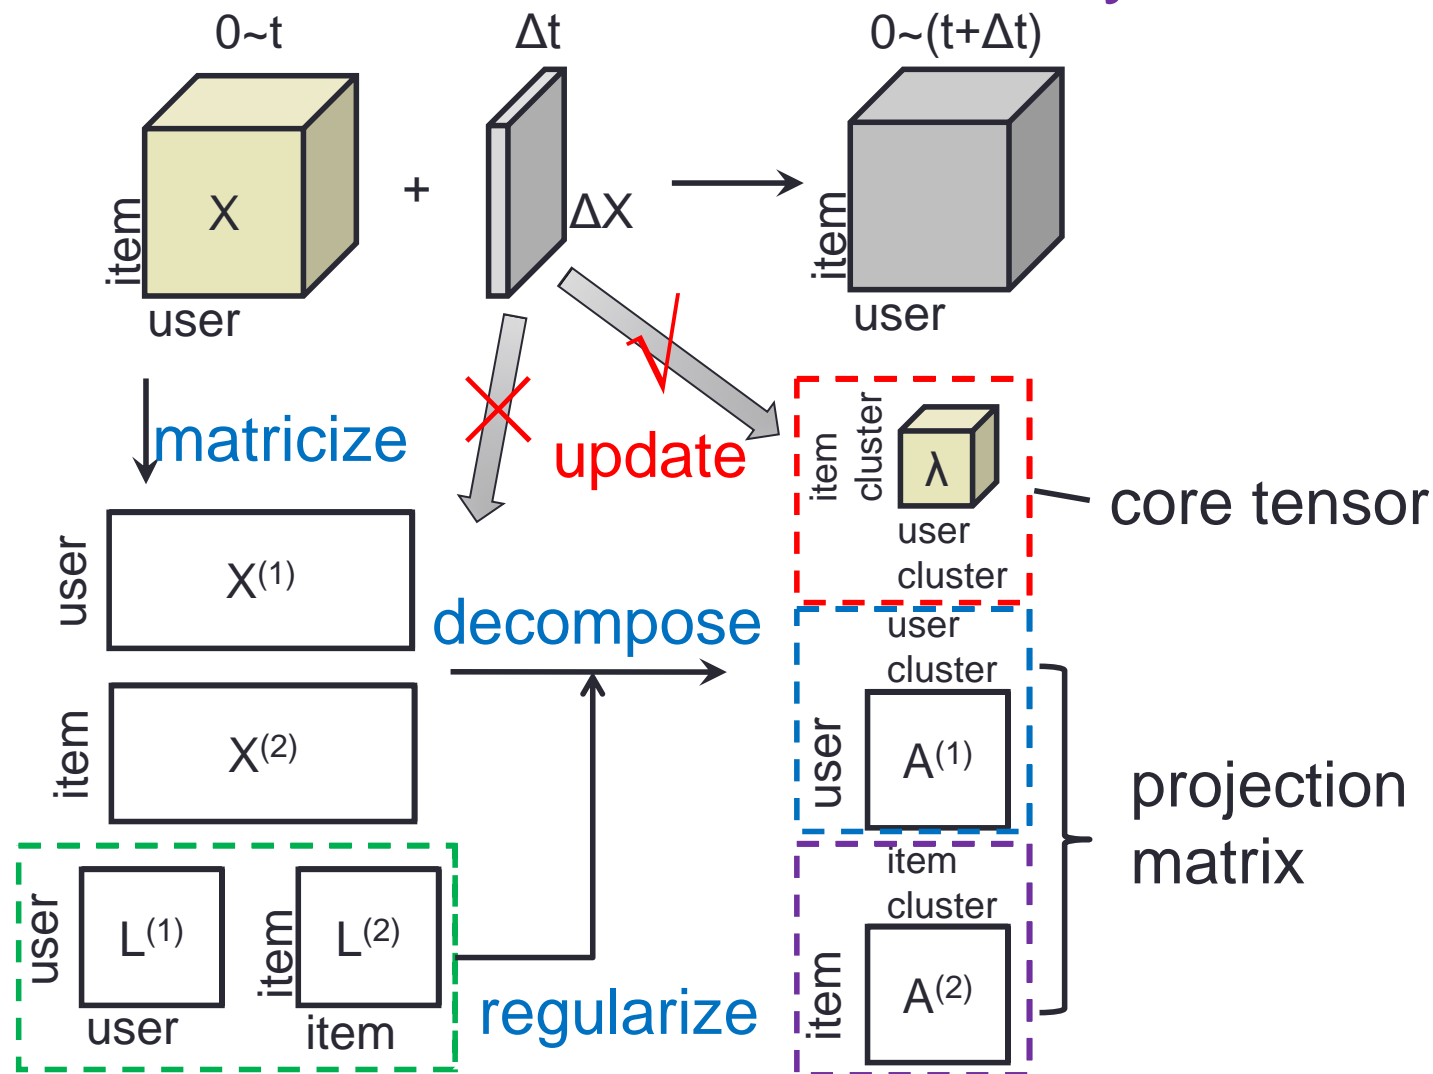 0~t
Δt
0~(t+Δt)
item
X
user
+
ΔX
item
user
matricize
update
item
cluster
λ
user
cluster
core tensor
user
X(1)
decompose
item
X(2)
user
cluster
user
A(1)
projection
matrix
user
L(1)
user
item
L(2)
item
regularize
item
cluster
item
A(2)